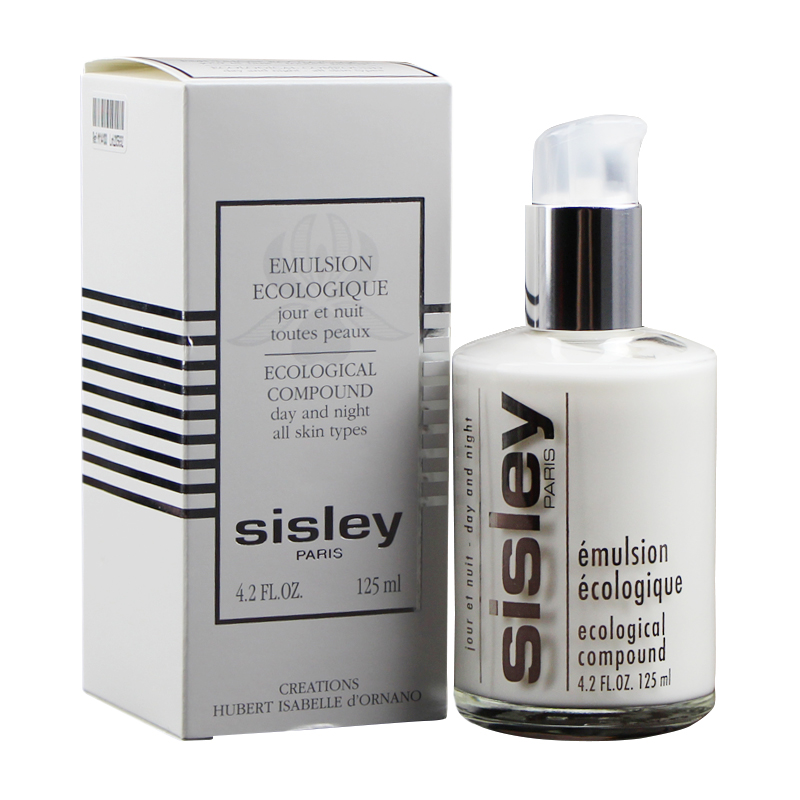 EMULSION
ECOLOGIQUE
jour et nuit
toutes peaux
ECOLOGICAL
COMPOUND
day and night
all skin types
sisley
PARIS
4.2 FL.OZ. 125 ml
CREATIONS
HUBERT ISABELLE d'ORNANO
jour et nuit - day and night
sisley
PARIS
émulsion
écologique
ecological
compound
4.2 FL.OZ. 125 ml